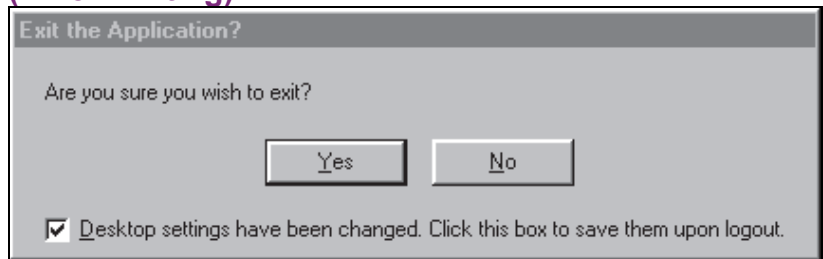 Exit the Application?
Are you sure you wish to exit?
Yes No
Desktop settings have been changed. Click this box to save them upon logout.